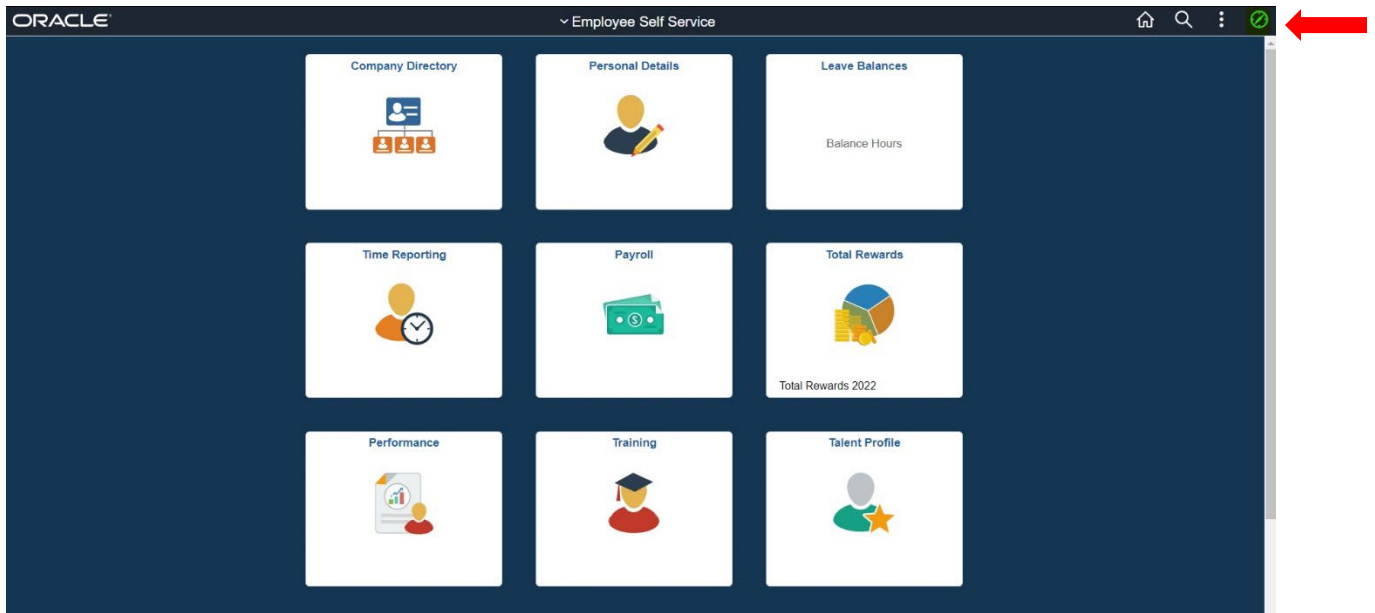 ORACLE
Employee Self Service
Company Directory
Personal Details
Leave Balances
Balance Hours
Time Reporting
Payroll
Total Rewards
Total Rewards 2022
Performance
Training
Talent Profile